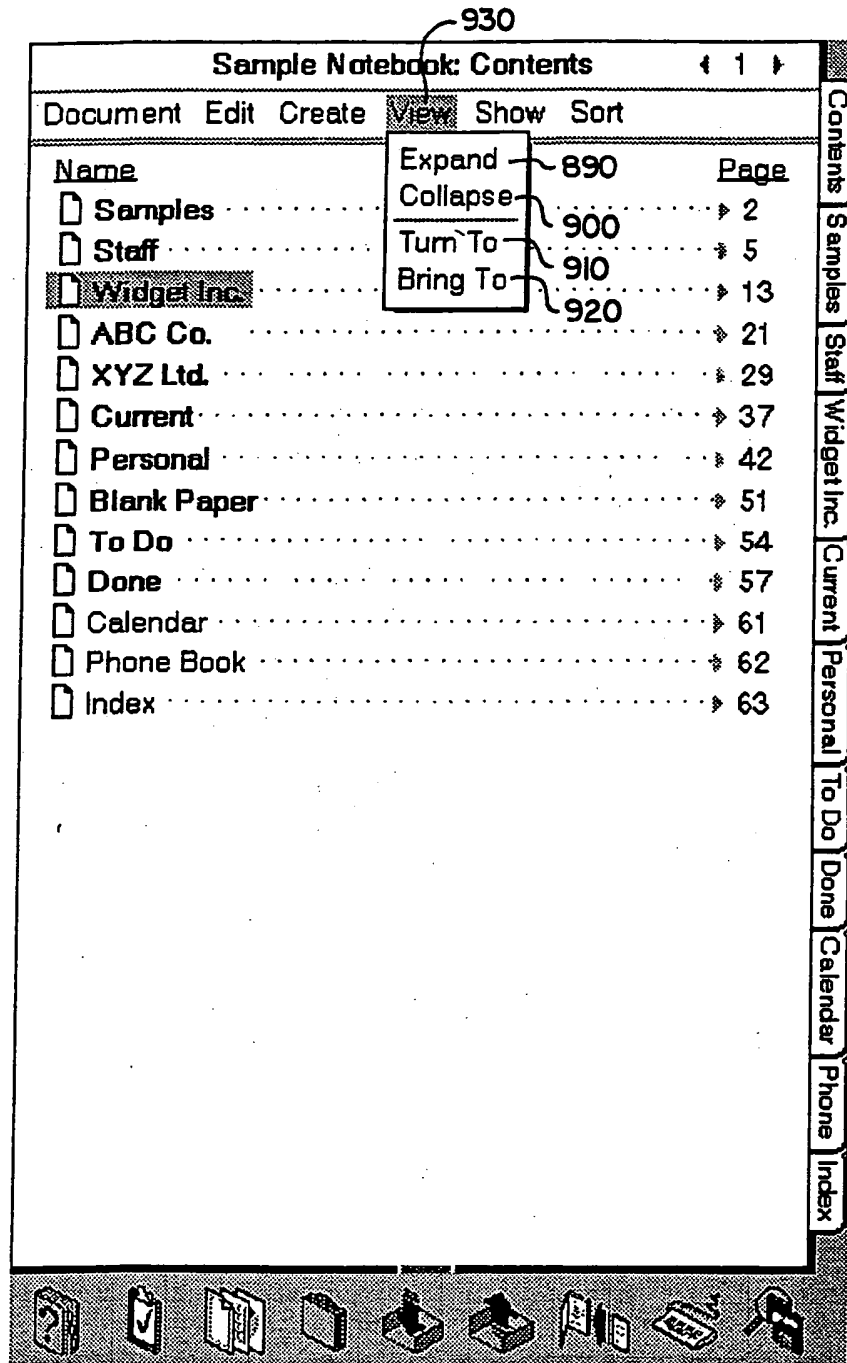 930
Sample Notebook: Contents 1
Document Edit Create View Show Sort
Expand 890
Collapse 900
Turn To 910
Bring To 920
Name Page
Samples 2
Staff 5
Widget Inc. 13
ABC Co. 21
XYZ Ltd. 29
Current 37
Personal 42
Blank Paper 51
To Do 54
Done 57
Calendar 61
Phone Book 62
Index 63
Contents
Samples
Staff
Widget Inc.
Current
Personal
To Do
Done
Calendar
Phone
Index
?